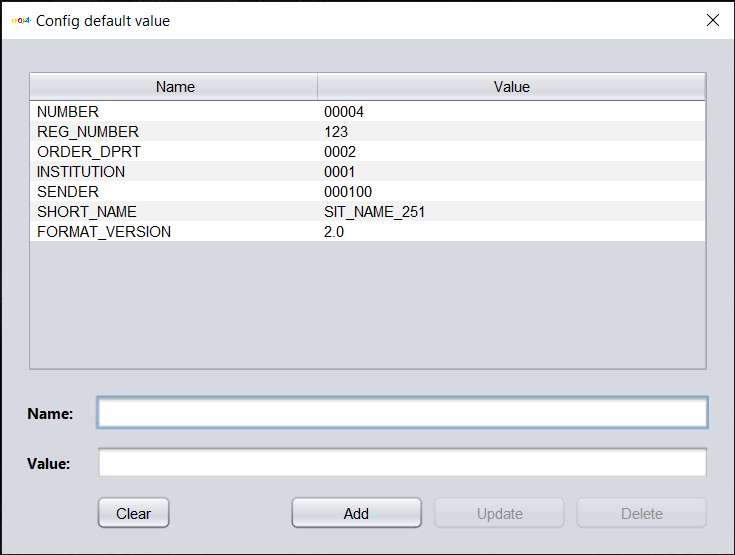 Config default value
Name Value
NUMBER 00004
REG_NUMBER 123
ORDER_DPRT 0002
INSTITUTION 0001
SENDER 000100
SHORT_NAME SIT_NAME_251
FORMAT_VERSION 2.0
Name:
Value:
Clear Add Update Delete